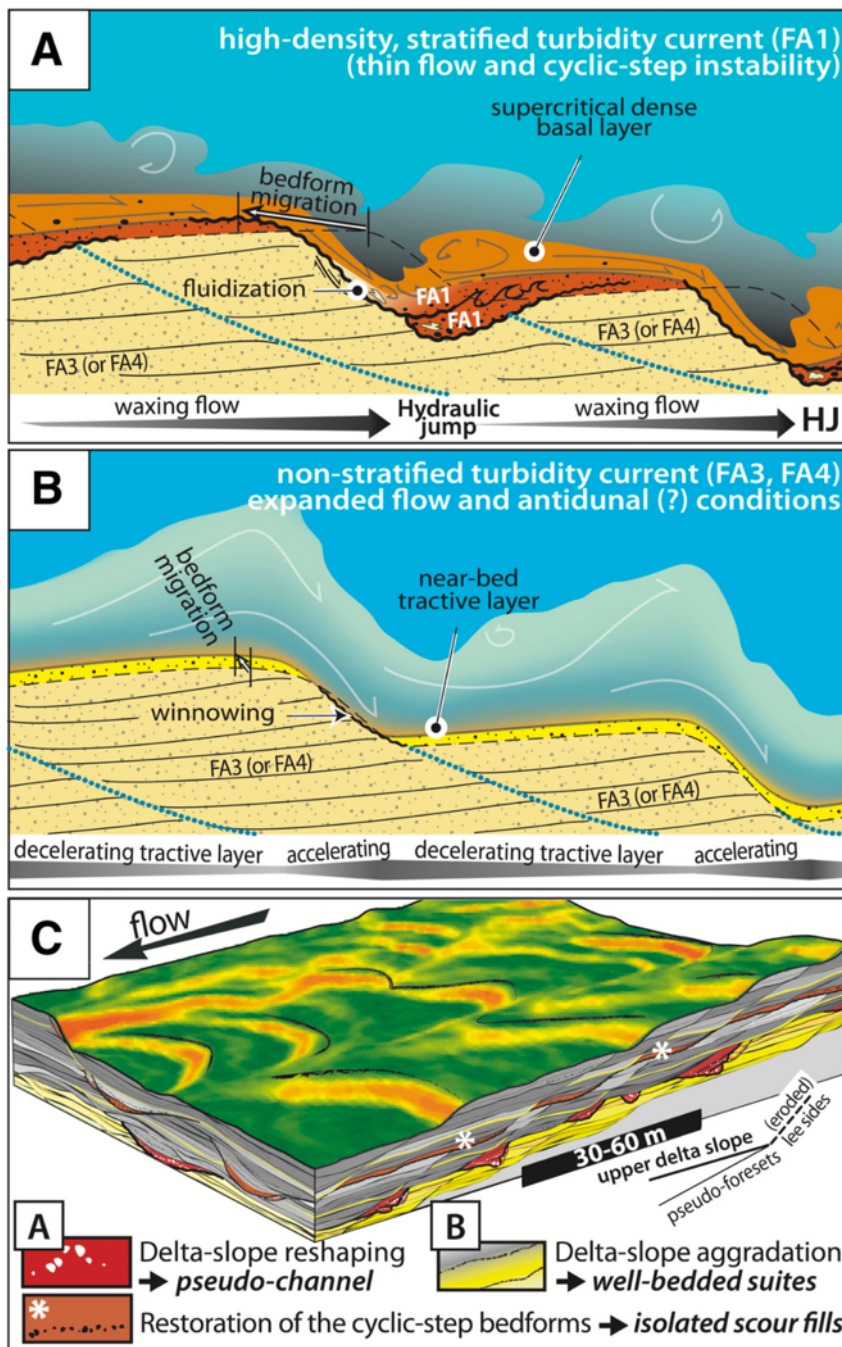 A
high-density, stratified turbidity current (FA1)
(thin flow and cyclic-step instability)
supercritical dense
basal layer
bedform
migration
fluidization
FA1
FA1
FA3 (or FA4)
FA3 (or FA4)
waxing flow
Hydraulic
jump
waxing flow
HJ
B
non-stratified turbidity current (FA3, FA4)
expanded flow and antidunal (?) conditions
bedform
migration
near-bed
tractive layer
winnowing
FA3 (or FA4)
FA3 (or FA4)
decelerating tractive layer
accelerating
decelerating tractive layer
accelerating
C
flow
*
*
30-60 m
upper delta slope
pseudo-foresets
(eroded)
lee sides
A
Delta-slope reshaping
→ pseudo-channel
B
Delta-slope aggradation
→ well-bedded suites
*
Restoration of the cyclic-step bedforms → isolated scour fills